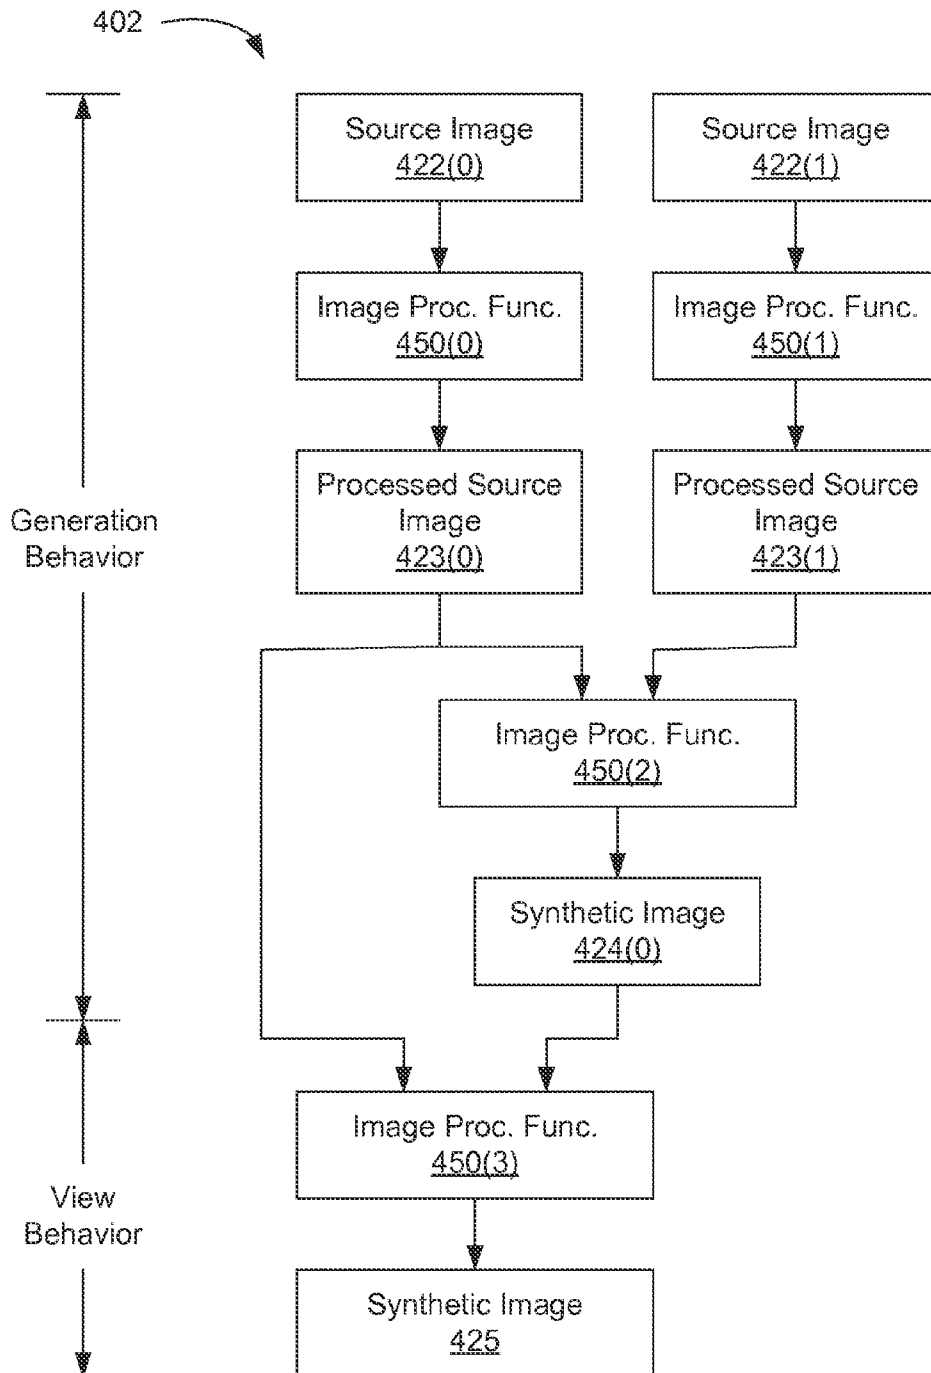 402
Source Image
422(0)
Source Image
422(1)
Image Proc. Func.
450(0)
Image Proc. Func.
450(1)
Processed Source
Image
423(0)
Processed Source
Image
423(1)
Generation
Behavior
Image Proc. Func.
450(2)
Synthetic Image
424(0)
Image Proc. Func.
450(3)
View
Behavior
Synthetic Image
425